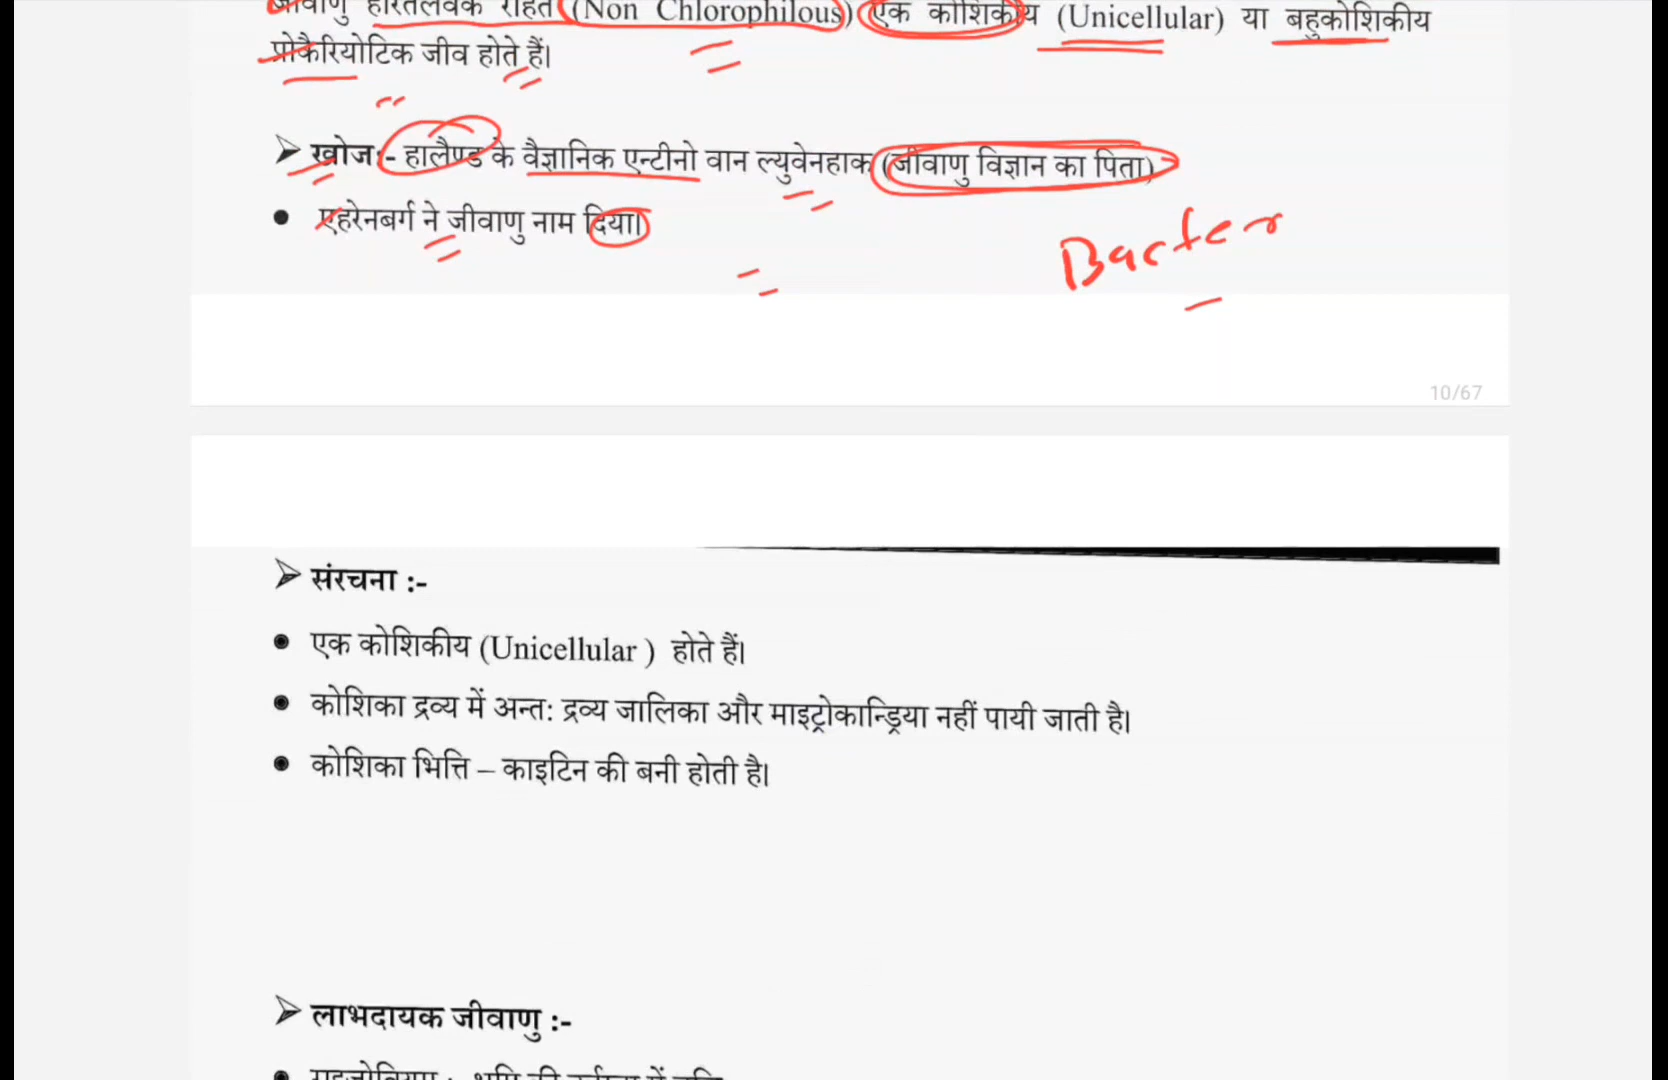 जीवाणु हरितलवक रहित (Non Chlorophilous) एक कोशिकीय (Unicellular) या बहुकोशिकीय
प्रोकैरियोटिक जीव होते हैं।
➢ खोज:- हालैण्ड के वैज्ञानिक एन्टीनो वान ल्युवेनहाक (जीवाणु विज्ञान का पिता)
● एहरेनबर्ग ने जीवाणु नाम दिया।
Bacter
10/67
➢ संरचना :-
● एक कोशिकीय (Unicellular ) होते हैं।
● कोशिका द्रव्य में अन्त: द्रव्य जालिका और माइट्रोकान्ड्रिया नहीं पायी जाती है।
● कोशिका भित्ति – काइटिन की बनी होती है।
➢ लाभदायक जीवाणु :-